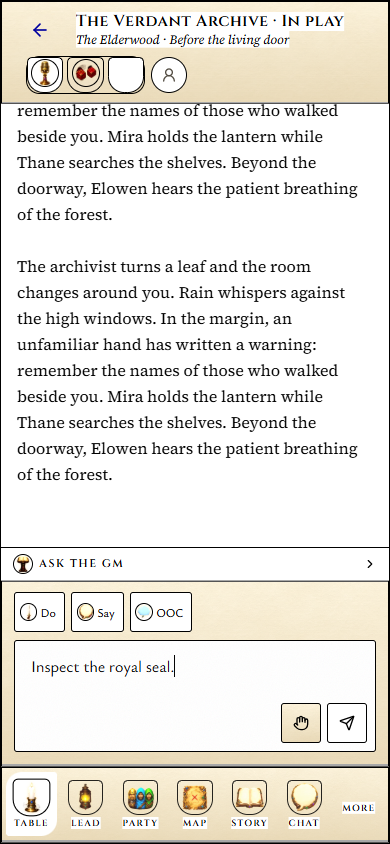 The Verdant Archive · In play
The Elderwood · Before the living door
remember the names of those who walked
beside you. Mira holds the lantern while
Thane searches the shelves. Beyond the
doorway, Elowen hears the patient breathing
of the forest.
The archivist turns a leaf and the room
changes around you. Rain whispers against
the high windows. In the margin, an
unfamiliar hand has written a warning:
remember the names of those who walked
beside you. Mira holds the lantern while
Thane searches the shelves. Beyond the
doorway, Elowen hears the patient breathing
of the forest.
ASK THE GM
Do Say OOC
Inspect the royal seal.
TABLE LEAD PARTY MAP STORY CHAT MORE